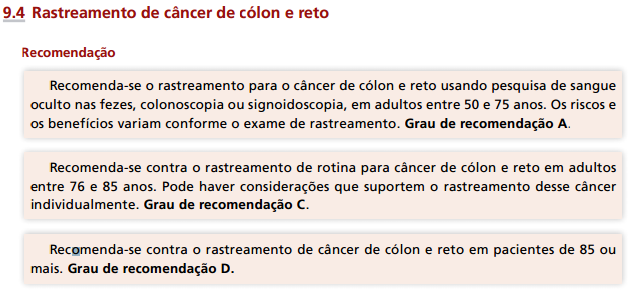 9.4 Rastreamento de câncer de cólon e reto
Recomendação
Recomenda-se o rastreamento para o câncer de cólon e reto usando pesquisa de sangue
oculto nas fezes, colonoscopia ou signoidoscopia, em adultos entre 50 e 75 anos. Os riscos e
os benefícios variam conforme o exame de rastreamento. Grau de recomendação A.
Recomenda-se contra o rastreamento de rotina para câncer de cólon e reto em adultos
entre 76 e 85 anos. Pode haver considerações que suportem o rastreamento desse câncer
individualmente. Grau de recomendação C.
Recomenda-se contra o rastreamento de câncer de cólon e reto em pacientes de 85 ou
mais. Grau de recomendação D.